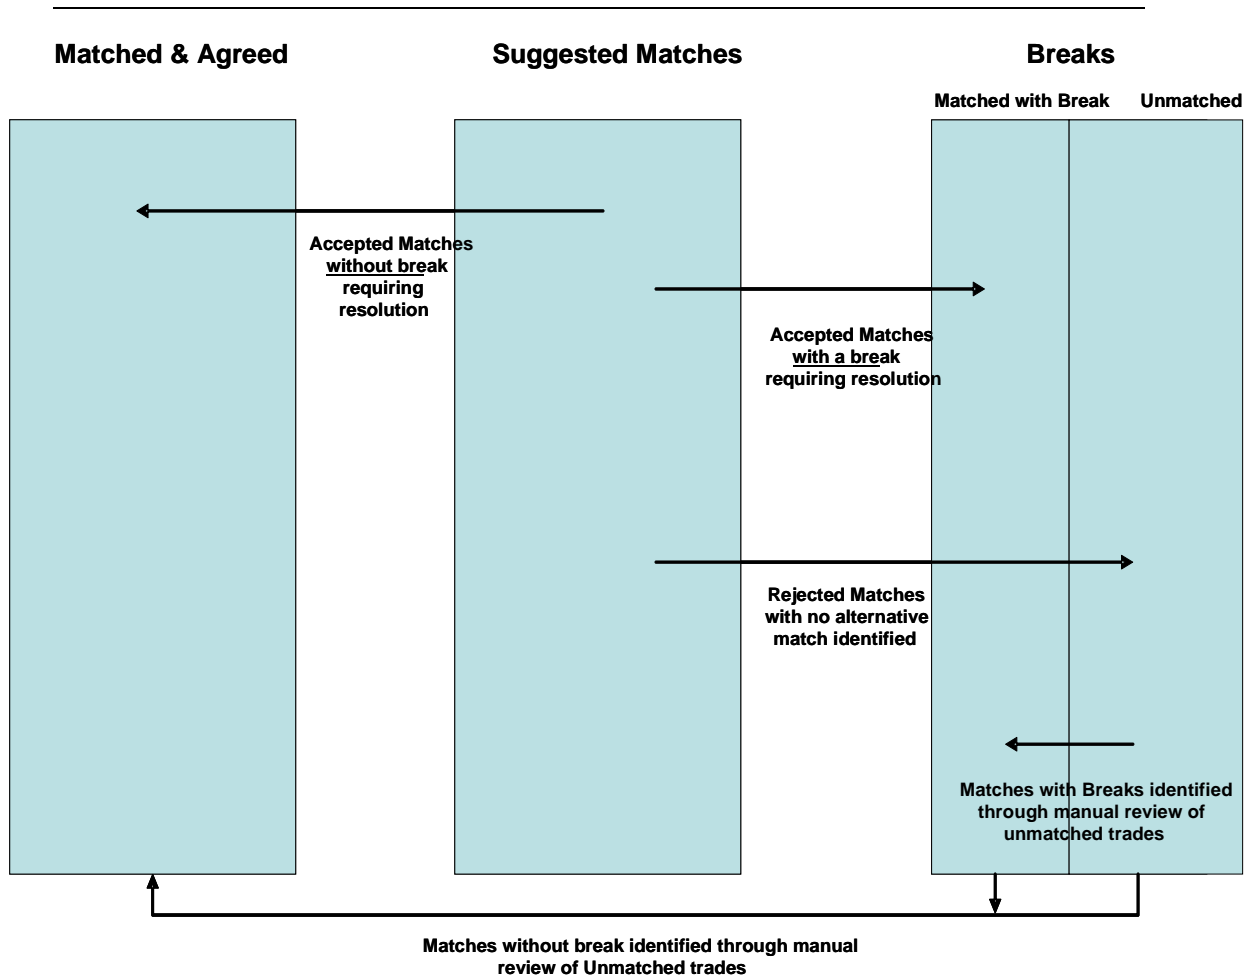 Matched & Agreed
Suggested Matches
Breaks
Matched with Break
Unmatched
Accepted Matches
without break
requiring
resolution
Accepted Matches
with a break
requiring resolution
Rejected Matches
with no alternative
match identified
Matches with Breaks identified
through manual review of
unmatched trades
Matches without break identified through manual
review of Unmatched trades